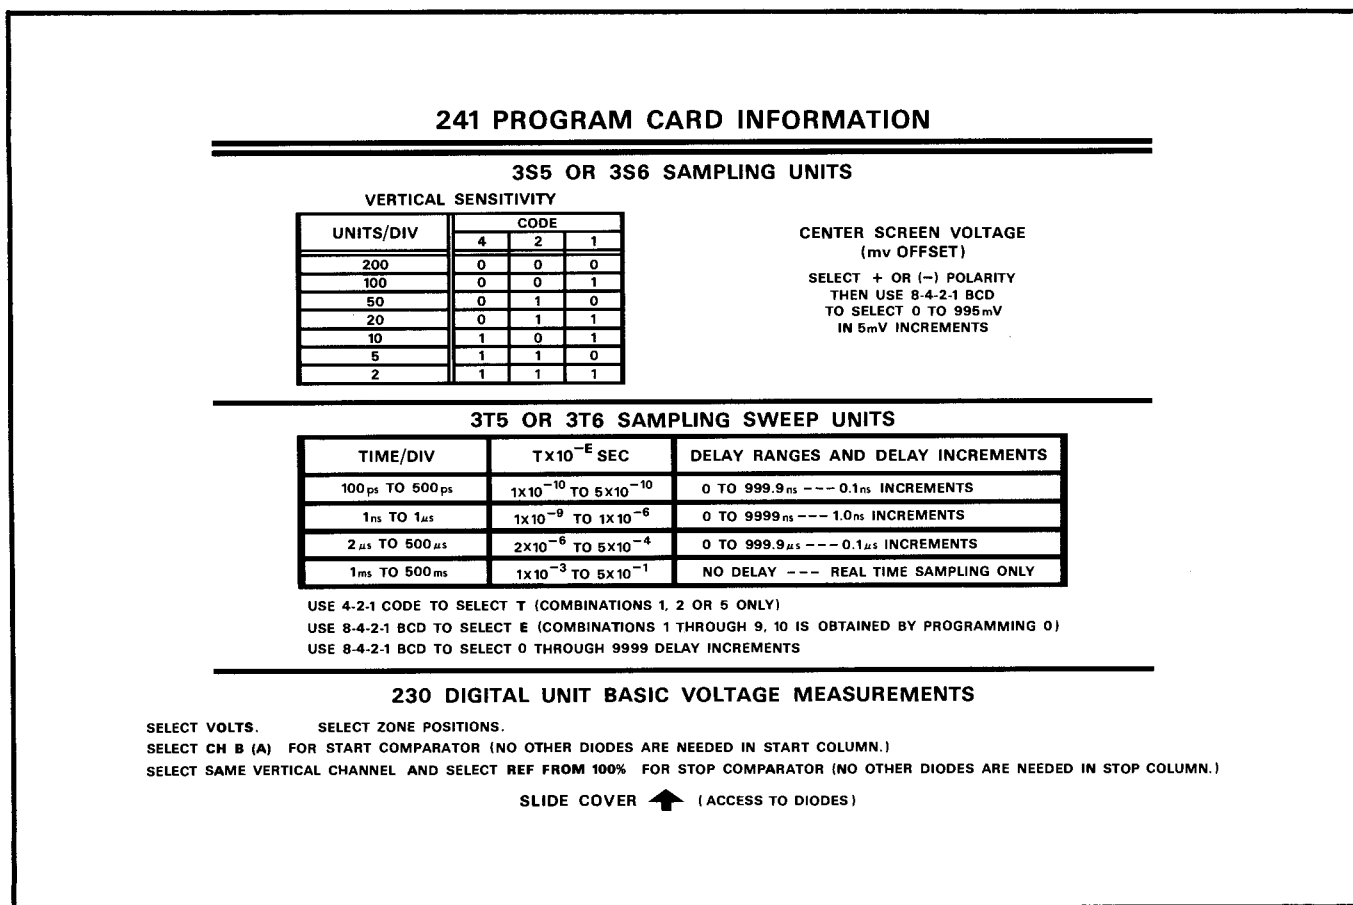 241 PROGRAM CARD INFORMATION
3S5 OR 3S6 SAMPLING UNITS
VERTICAL SENSITIVITY
UNITS/DIV CODE
4 2 1
200 0 0 0
100 0 0 1
50 0 1 0
20 0 1 1
10 1 0 1
5 1 1 0
2 1 1 1
CENTER SCREEN VOLTAGE
(mv OFFSET)
SELECT + OR (−) POLARITY
THEN USE 8-4-2-1 BCD
TO SELECT 0 TO 995mV
IN 5mV INCREMENTS
3T5 OR 3T6 SAMPLING SWEEP UNITS
TIME/DIV TX10⁻ᴱ SEC DELAY RANGES AND DELAY INCREMENTS
100ps TO 500ps 1X10⁻¹⁰ TO 5X10⁻¹⁰ 0 TO 999.9ns --- 0.1ns INCREMENTS
1ns TO 1µs 1X10⁻⁹ TO 1X10⁻⁶ 0 TO 9999ns --- 1.0ns INCREMENTS
2µs TO 500µs 2X10⁻⁶ TO 5X10⁻⁴ 0 TO 999.9µs --- 0.1µs INCREMENTS
1ms TO 500ms 1X10⁻³ TO 5X10⁻¹ NO DELAY --- REAL TIME SAMPLING ONLY
USE 4-2-1 CODE TO SELECT T (COMBINATIONS 1, 2 OR 5 ONLY)
USE 8-4-2-1 BCD TO SELECT E (COMBINATIONS 1 THROUGH 9, 10 IS OBTAINED BY PROGRAMMING 0)
USE 8-4-2-1 BCD TO SELECT 0 THROUGH 9999 DELAY INCREMENTS
230 DIGITAL UNIT BASIC VOLTAGE MEASUREMENTS
SELECT VOLTS. SELECT ZONE POSITIONS.
SELECT CH B (A) FOR START COMPARATOR (NO OTHER DIODES ARE NEEDED IN START COLUMN.)
SELECT SAME VERTICAL CHANNEL AND SELECT REF FROM 100% FOR STOP COMPARATOR (NO OTHER DIODES ARE NEEDED IN STOP COLUMN.)
SLIDE COVER (ACCESS TO DIODES)